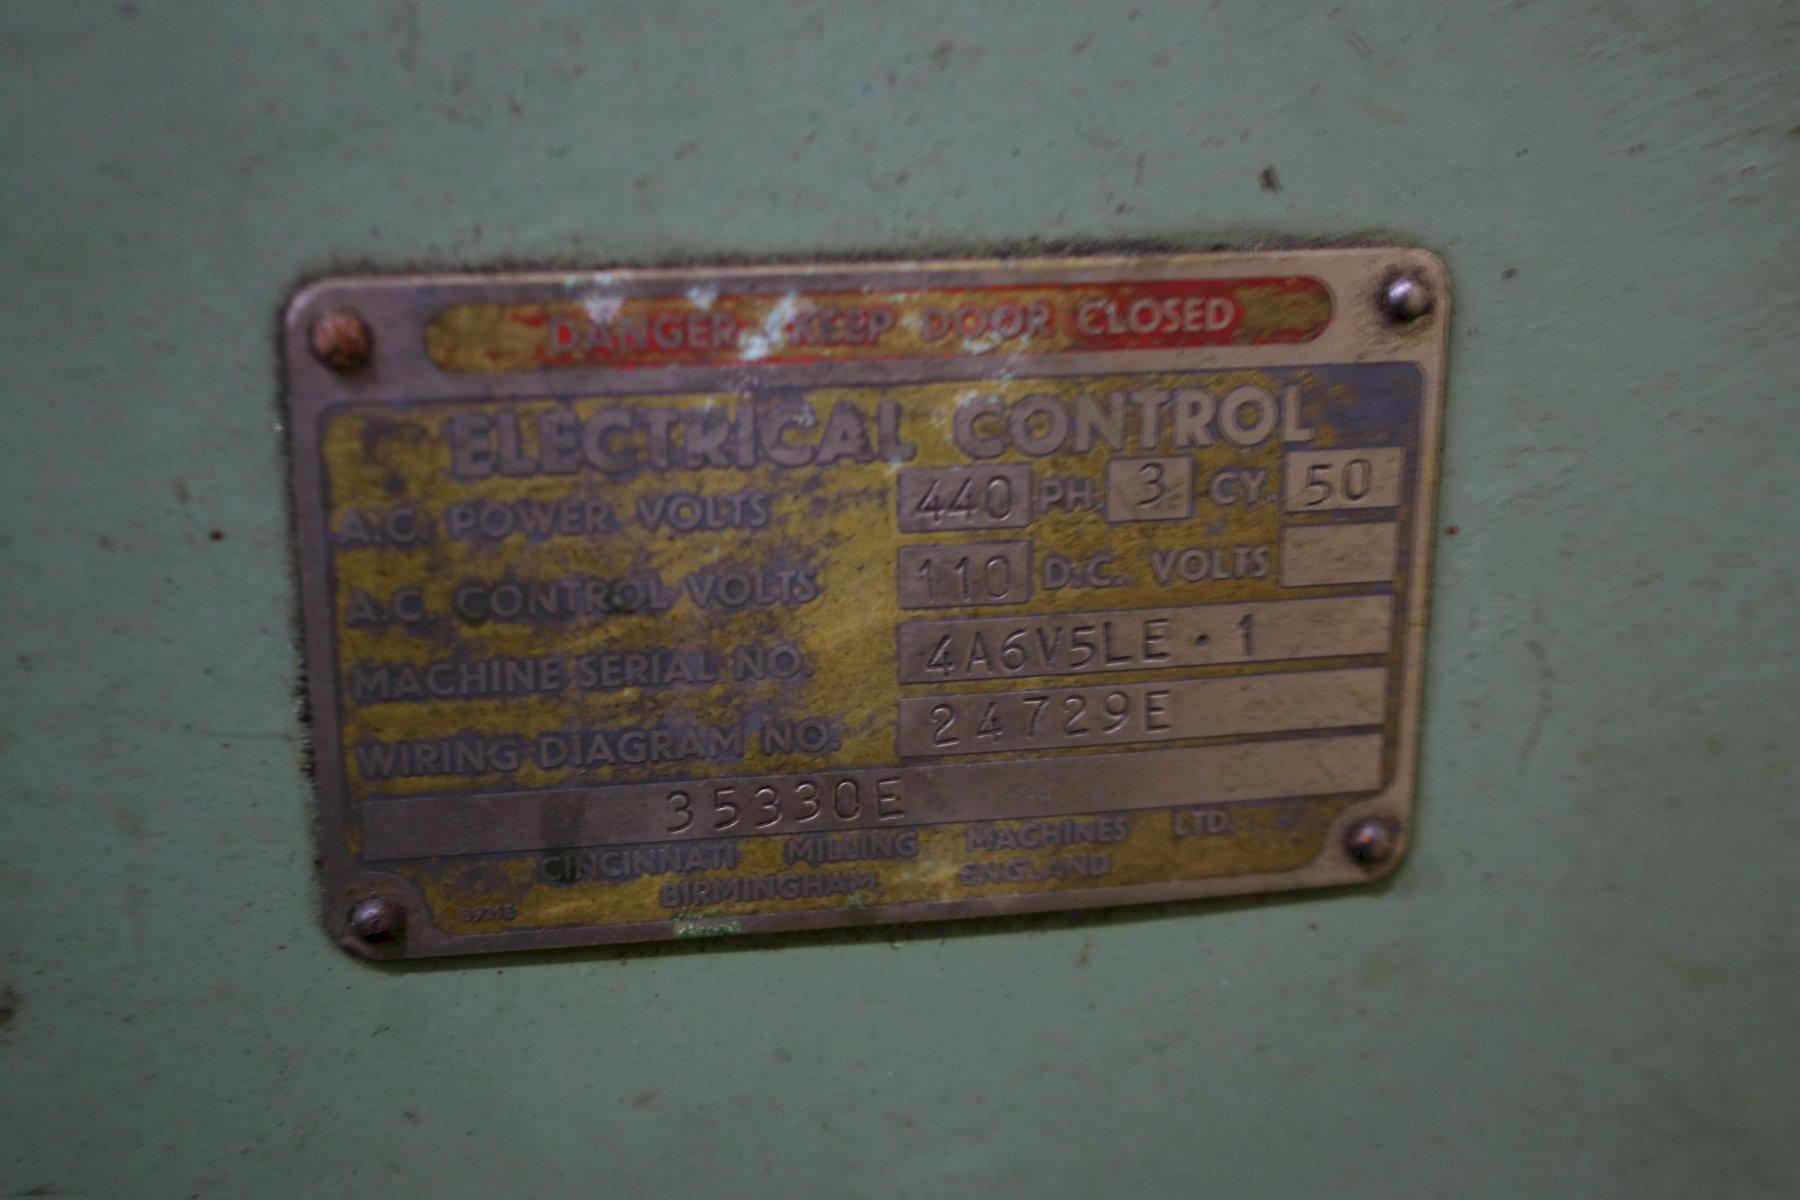 DANGER KEEP DOOR CLOSED
ELECTRICAL CONTROL
A.C. POWER VOLTS 440 PH. 3 CY. 50
A.C. CONTROL VOLTS 110 D.C. VOLTS
MACHINE SERIAL NO. 4A6V5LE · 1
WIRING DIAGRAM NO. 24729E
35330E
CINCINNATI MILLING MACHINES LTD.
BIRMINGHAM, ENGLAND